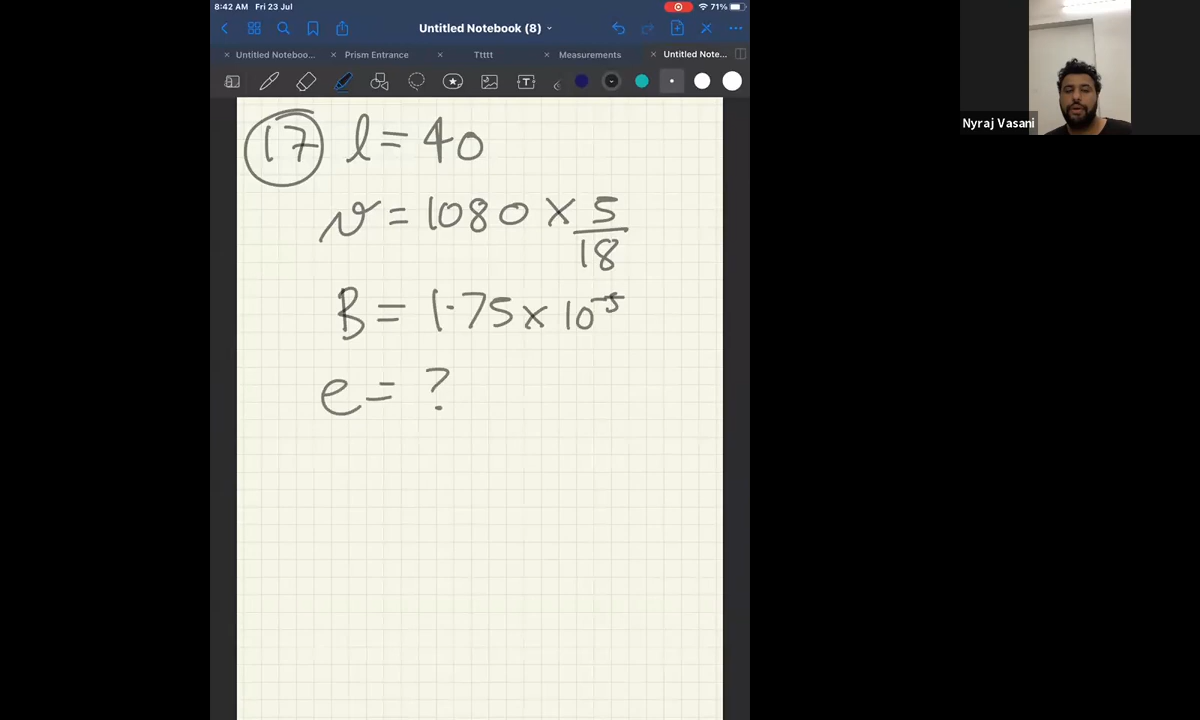 8:42 AM Fri 23 Jul 71%
Untitled Notebook (8)
Untitled Noteboo... Prism Entrance Ttttt Measurements Untitled Note...
Nyraj Vasani
17 l = 40
v = 1080 × 5/18
B = 1.75 × 10⁻⁵
e = ?